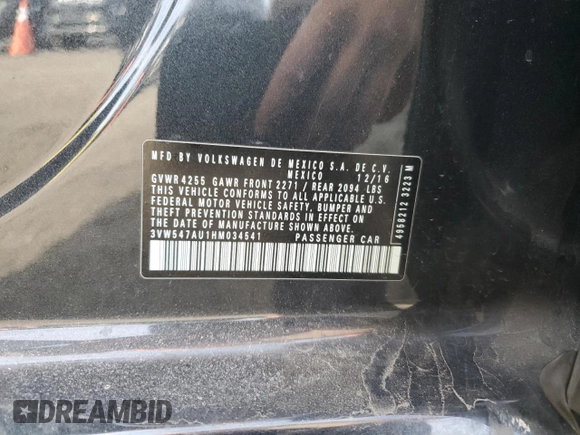 MFD BY VOLKSWAGEN DE MEXICO S.A. DE C.V.
MEXICO 12/16
GVWR 4255 GAWR FRONT 2271 / REAR 2094 LBS
THIS VEHICLE CONFORMS TO ALL APPLICABLE U.S.
FEDERAL MOTOR VEHICLE SAFETY, BUMPER AND
THEFT PREVENTION STANDARDS IN EFFECT ON
THE DATE OF MANUFACTURE SHOWN ABOVE.
3VW547AU1HM034541 PASSENGER CAR
4958212 3223 M
DREAMBID